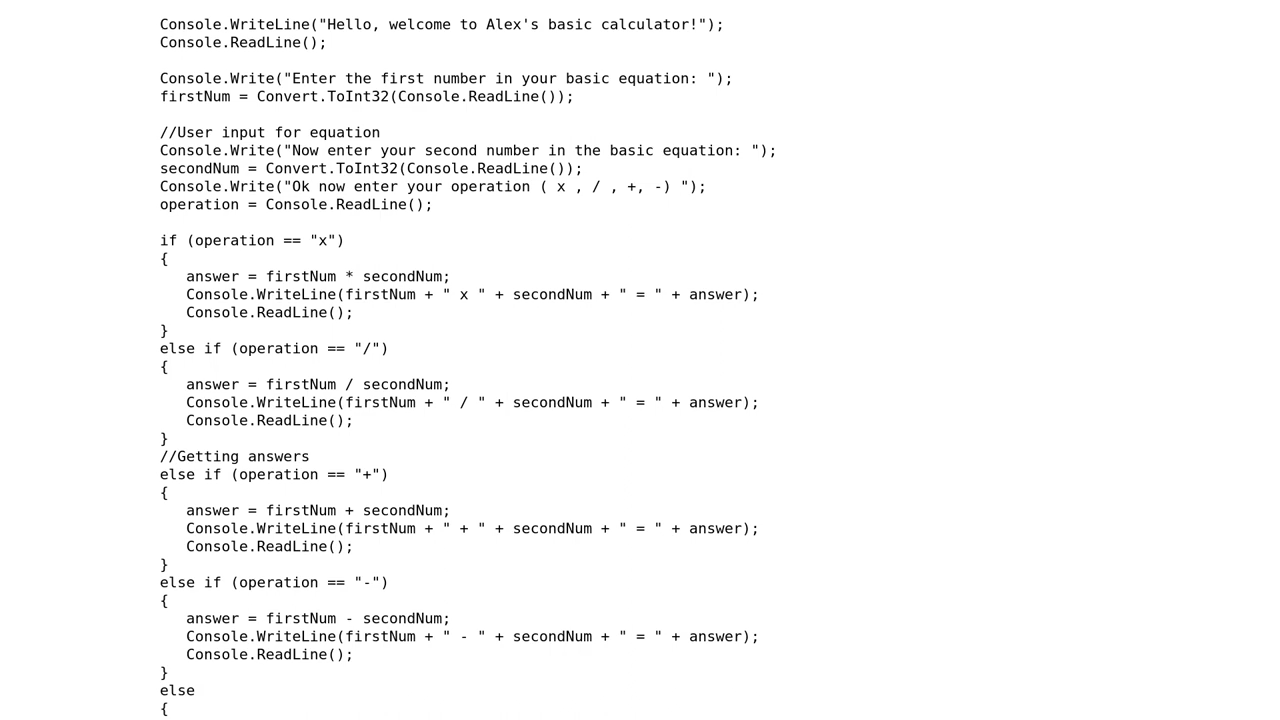 Console.WriteLine("Hello, welcome to Alex's basic calculator!");
Console.ReadLine();

Console.Write("Enter the first number in your basic equation: ");
firstNum = Convert.ToInt32(Console.ReadLine());

//User input for equation
Console.Write("Now enter your second number in the basic equation: ");
secondNum = Convert.ToInt32(Console.ReadLine());
Console.Write("Ok now enter your operation ( x , / , +, -) ");
operation = Console.ReadLine();

if (operation == "x")
{
   answer = firstNum * secondNum;
   Console.WriteLine(firstNum + " x " + secondNum + " = " + answer);
   Console.ReadLine();
}
else if (operation == "/")
{
   answer = firstNum / secondNum;
   Console.WriteLine(firstNum + " / " + secondNum + " = " + answer);
   Console.ReadLine();
}
//Getting answers
else if (operation == "+")
{
   answer = firstNum + secondNum;
   Console.WriteLine(firstNum + " + " + secondNum + " = " + answer);
   Console.ReadLine();
}
else if (operation == "-")
{
   answer = firstNum - secondNum;
   Console.WriteLine(firstNum + " - " + secondNum + " = " + answer);
   Console.ReadLine();
}
else
{